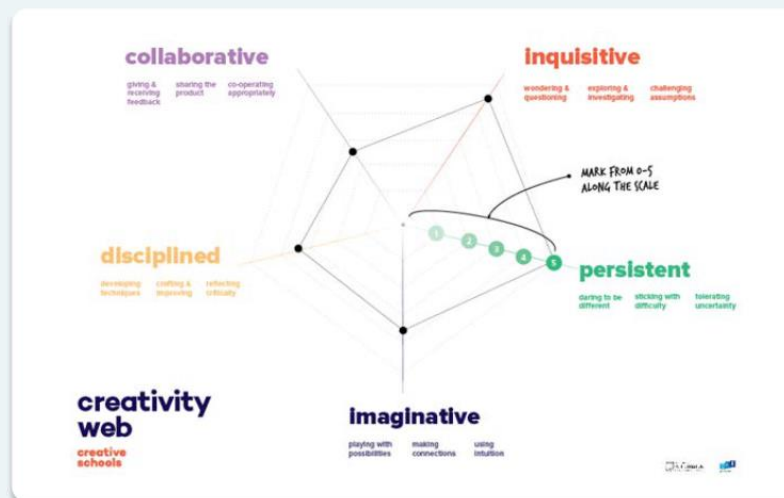 collaborative
giving &
receiving
feedback
sharing the
product
co-operating
appropriately
inquisitive
wondering &
questioning
exploring &
investigating
challenging
assumptions
MARK FROM 0-5
ALONG THE SCALE
1
2
3
4
5
disciplined
developing
techniques
crafting &
improving
reflecting
critically
persistent
daring to be
different
sticking with
difficulty
tolerating
uncertainty
creativity
web
creative
schools
imaginative
playing with
possibilities
making
connections
using
intuition